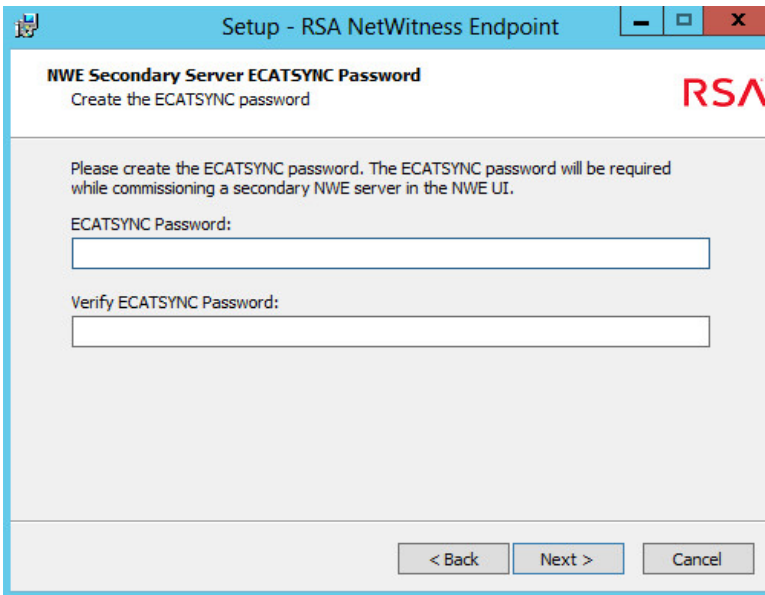 Setup - RSA NetWitness Endpoint
NWE Secondary Server ECATSYNC Password
Create the ECATSYNC password
RSA
Please create the ECATSYNC password. The ECATSYNC password will be required
while commissioning a secondary NWE server in the NWE UI.
ECATSYNC Password:
Verify ECATSYNC Password:
< Back Next > Cancel